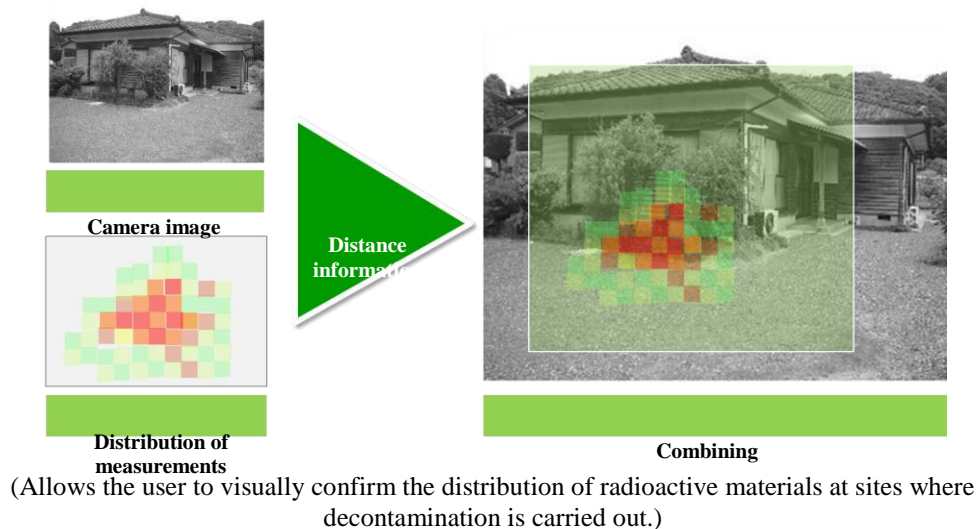 Camera image
Distance
information
Distribution of
measurements
Combining
(Allows the user to visually confirm the distribution of radioactive materials at sites where
decontamination is carried out.)